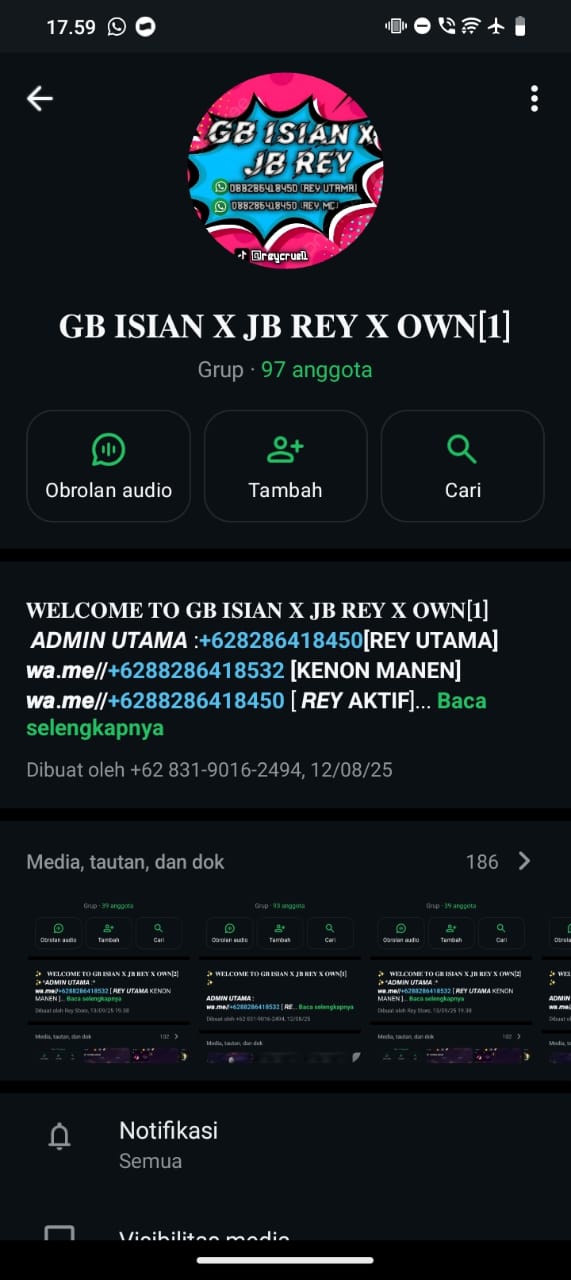 17.59
GB ISIAN X
JB REY
088286418450 (REY UTAMA)
088286418450 (REY MC)
@reycruell
GB ISIAN X JB REY X OWN[1]
Grup · 97 anggota
Obrolan audio
Tambah
Cari
WELCOME TO GB ISIAN X JB REY X OWN[1]
ADMIN UTAMA :+628286418450[REY UTAMA]
wa.me//+6288286418532 [KENON MANEN]
wa.me//+6288286418450 [ REY AKTIF]... Baca
selengkapnya
Dibuat oleh +62 831-9016-2494, 12/08/25
Media, tautan, dan dok
186
Grup · 39 anggota
Obrolan audio
Tambah
Cari
WELCOME TO GB ISIAN X JB REY X OWN[2]
*ADMIN UTAMA :*
wa.me//+6288286418532 [REY UTAMA KENON
MANEN ]... Baca selengkapnya
Dibuat oleh Rey Store, 13/09/25 19.38
Media, tautan, dan dok
102
Grup · 93 anggota
Obrolan audio
Tambah
Cari
WELCOME TO GB ISIAN X JB REY X OWN[1]
ADMIN UTAMA :
wa.me//+6288286418532 [ RE... Baca selengkapnya
Dibuat oleh +62 831-9016-2494, 12/08/25
Media, tautan, dan dok
Grup · 39 anggota
Obrolan audio
Tambah
Cari
WELCOME TO GB ISIAN X JB REY X OWN[2]
*ADMIN UTAMA :*
wa.me//+6288286418532 [REY UTAMA KENON
MANEN ]... Baca selengkapnya
Dibuat oleh Rey Store, 13/09/25 19.38
Media, tautan, dan dok
102
Notifikasi
Semua
Visibilitas media